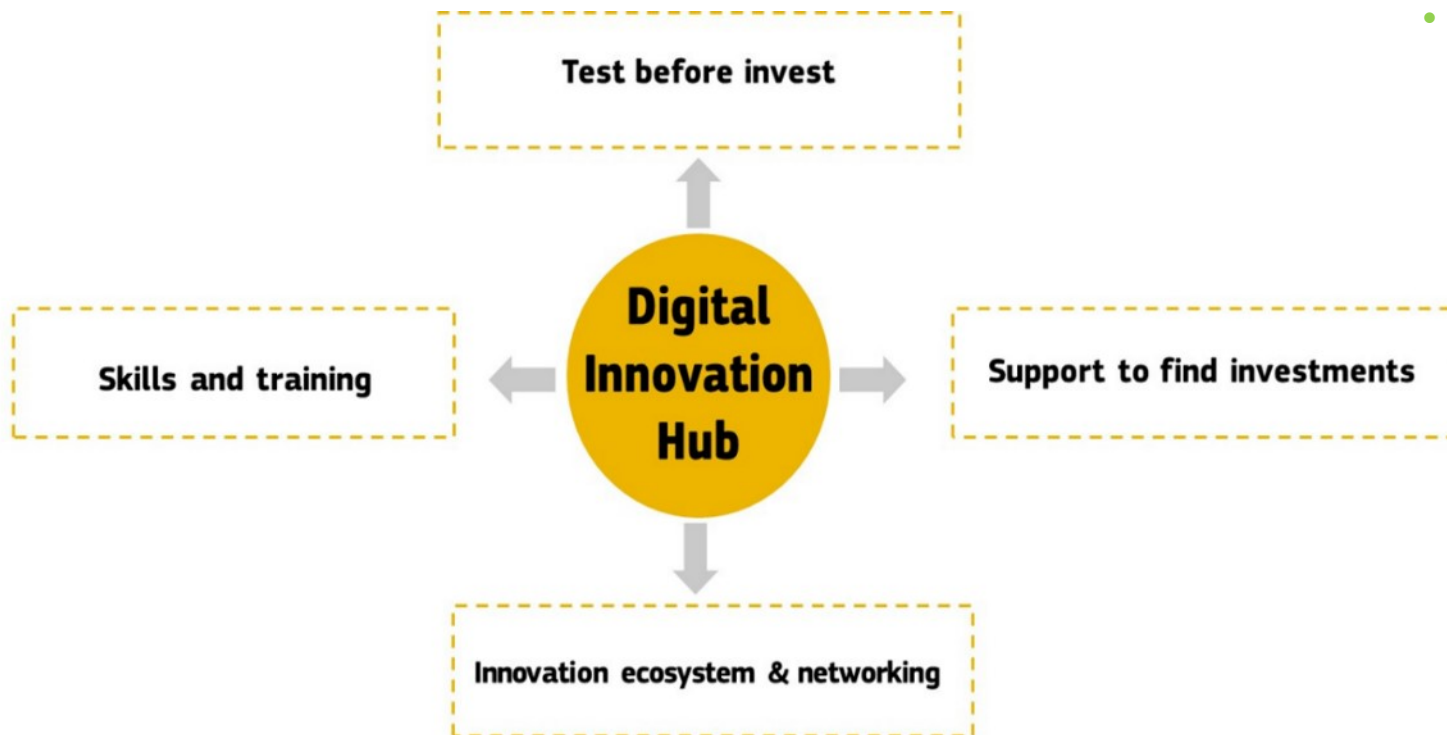 Test before invest
Digital
Innovation
Hub
Skills and training
Support to find investments
Innovation ecosystem & networking